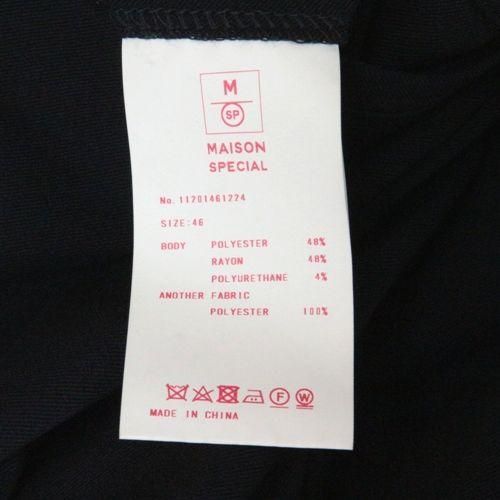 M
SP
MAISON
SPECIAL
No. 11201461224
SIZE:46
BODY POLYESTER 48%
RAYON 48%
POLYURETHANE 4%
ANOTHER FABRIC
POLYESTER 100%
F W
MADE IN CHINA